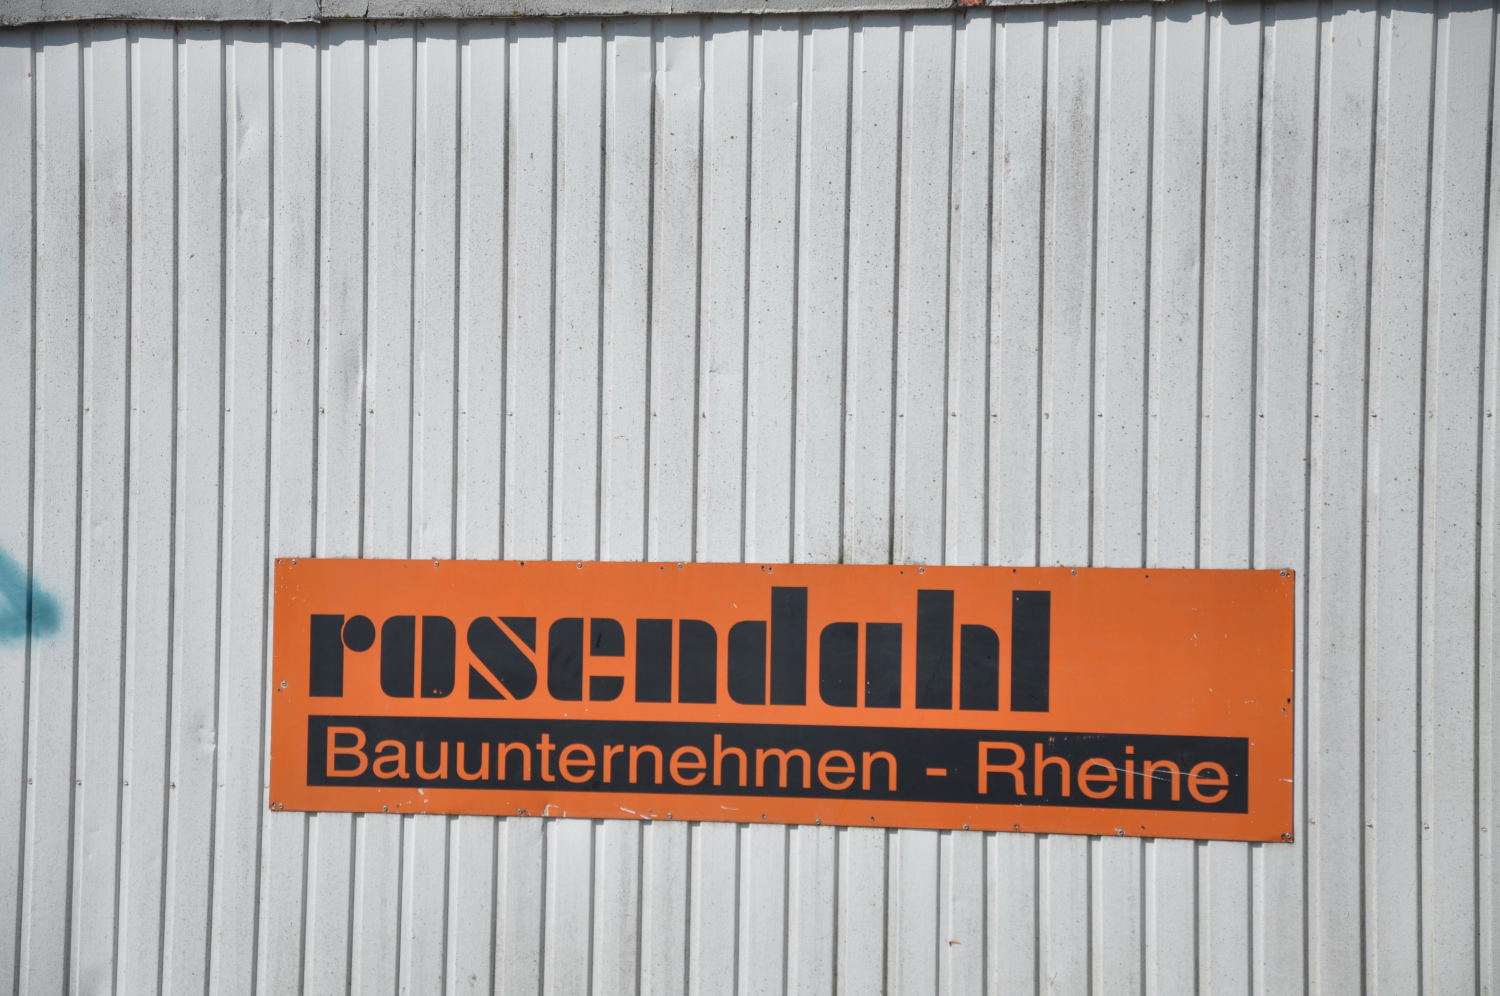 rosendahl
Bauunternehmen - Rheine